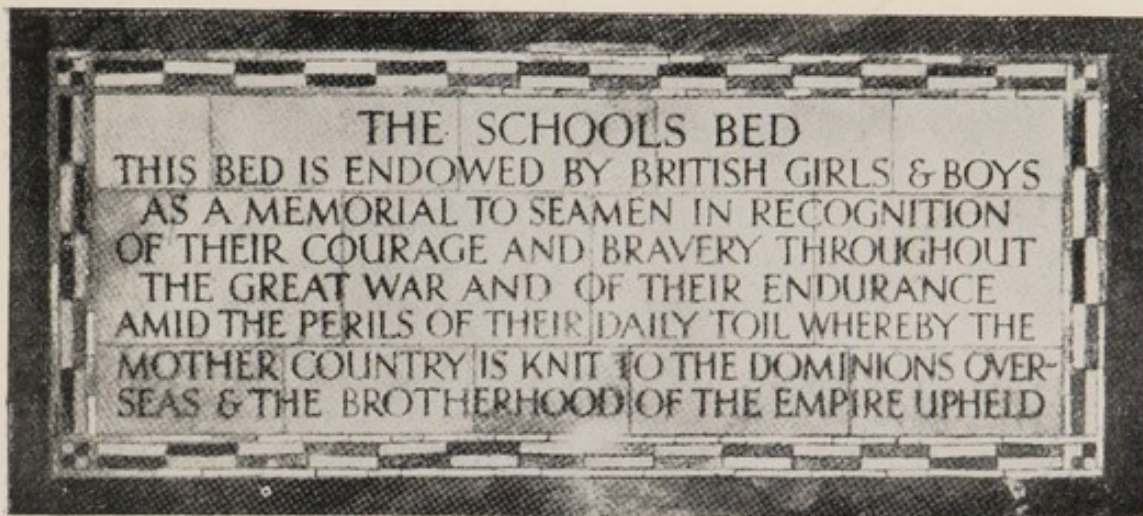 THE SCHOOLS BED
THIS BED IS ENDOWED BY BRITISH GIRLS & BOYS
AS A MEMORIAL TO SEAMEN IN RECOGNITION
OF THEIR COURAGE AND BRAVERY THROUGHOUT
THE GREAT WAR AND OF THEIR ENDURANCE
AMID THE PERILS OF THEIR DAILY TOIL WHEREBY THE
MOTHER COUNTRY IS KNIT TO THE DOMINIONS OVER-
SEAS & THE BROTHERHOOD OF THE EMPIRE UPHELD